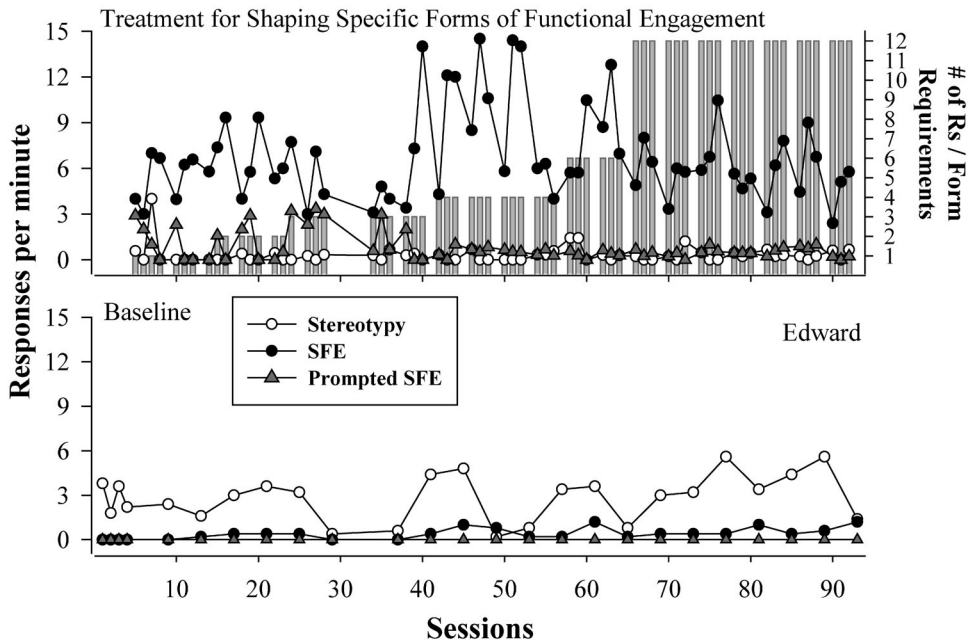 Treatment for Shaping Specific Forms of Functional Engagement
15
12
9
6
3
0
12
11
10
9
8
7
6
5
4
3
2
1
# of Rs / Form
Requirements
Responses per minute
Baseline
Edward
Stereotypy
SFE
Prompted SFE
15
12
9
6
3
0
10 20 30 40 50 60 70 80 90
Sessions